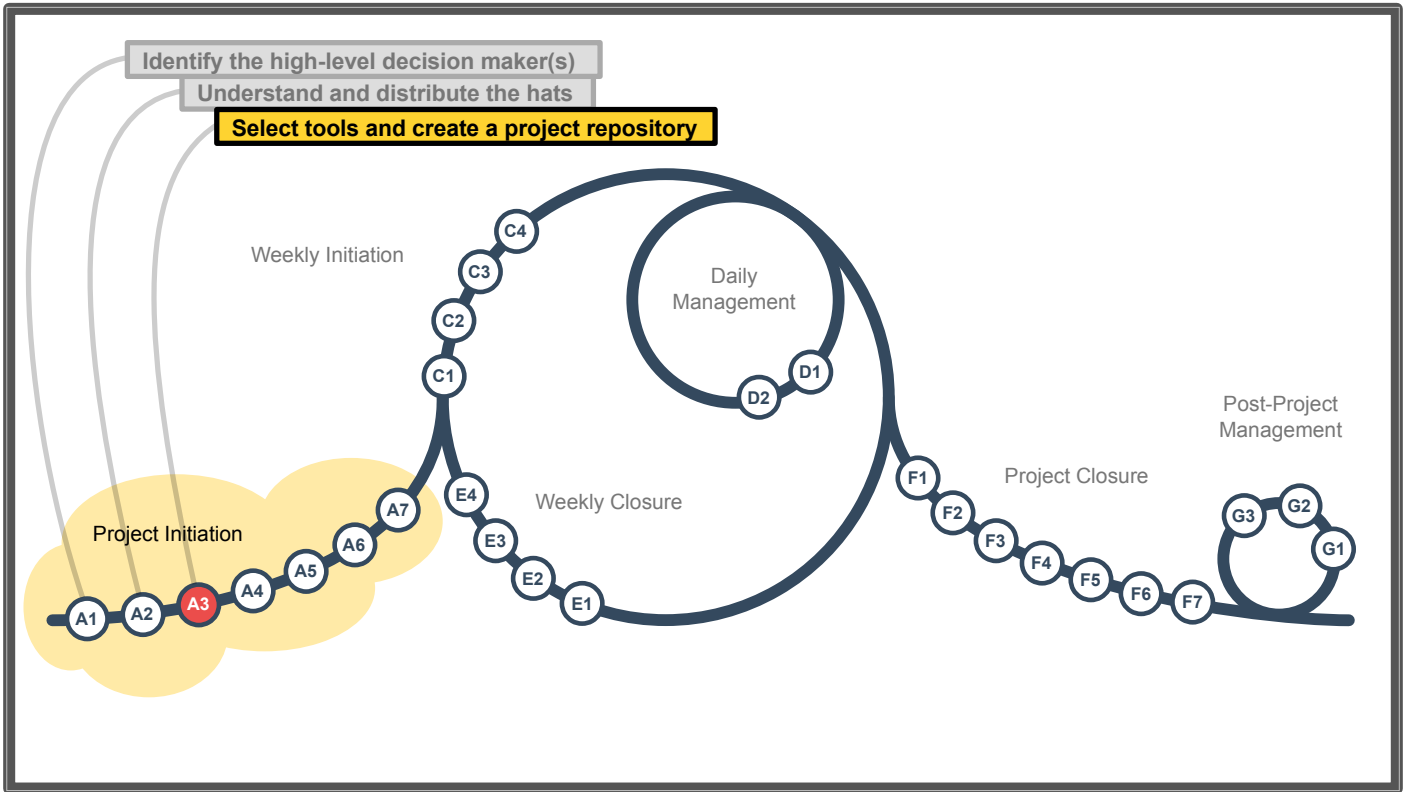 Identify the high-level decision maker(s)
Understand and distribute the hats
Select tools and create a project repository
Weekly Initiation
C4
C3
C2
C1
Daily
Management
D1
D2
Post-Project
Management
Project Initiation
A1
A2
A3
A4
A5
A6
A7
Weekly Closure
E4
E3
E2
E1
Project Closure
F1
F2
F3
F4
F5
F6
F7
G3
G2
G1